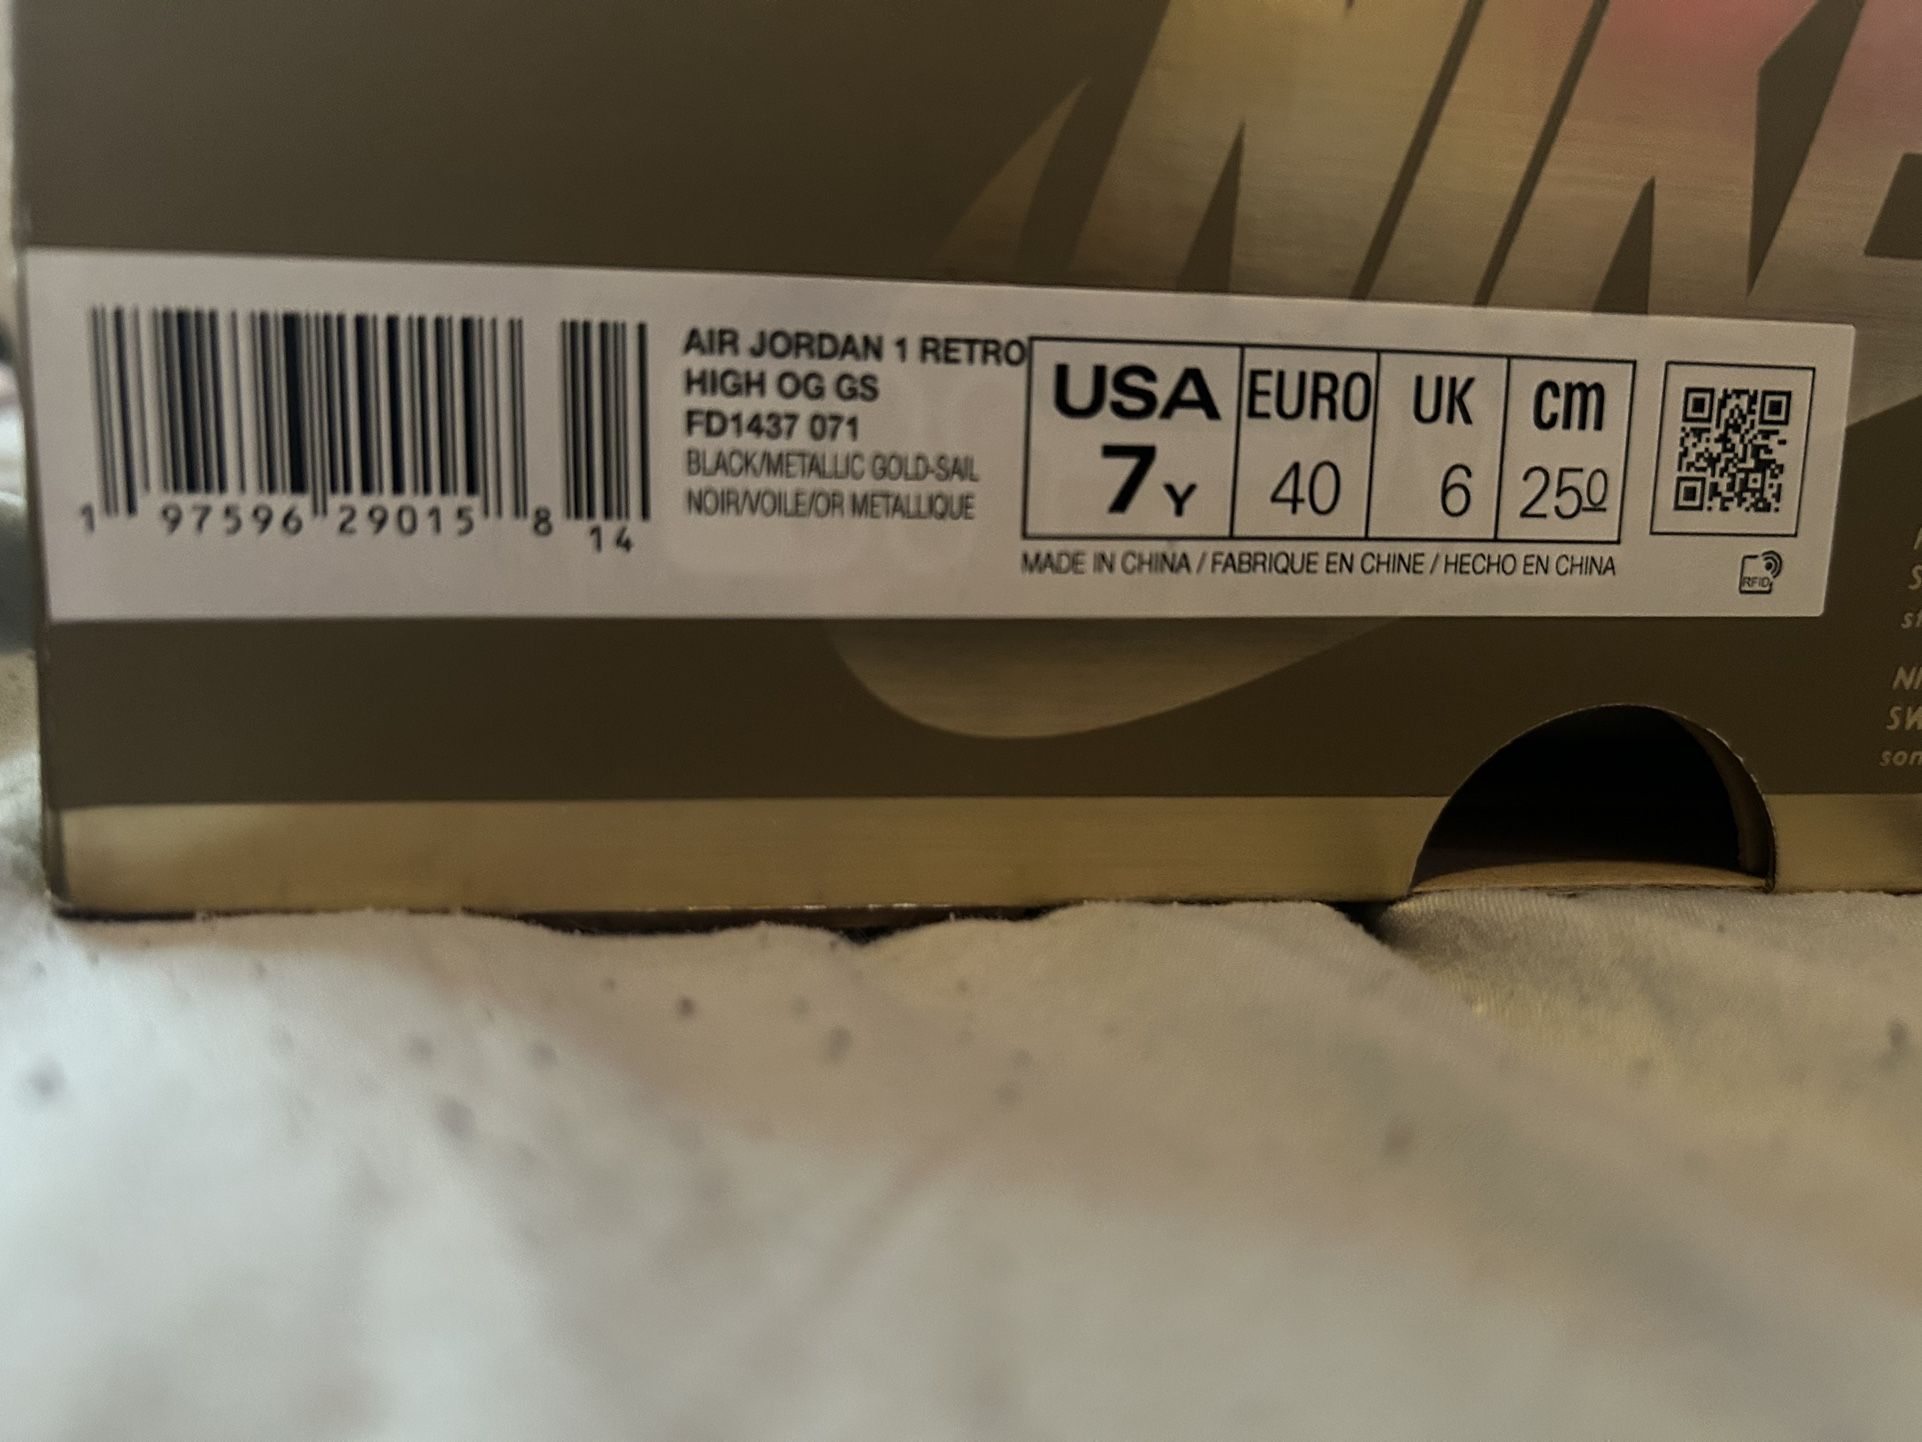 NIKE
AIR JORDAN 1 RETRO
HIGH OG GS
FD1437 071
BLACK/METALLIC GOLD-SAIL
NOIR/VOILE/OR METALLIQUE
1 97596 29015 8 14
USA EURO UK cm
7Y 40 6 250
MADE IN CHINA / FABRIQUE EN CHINE / HECHO EN CHINA
RFID